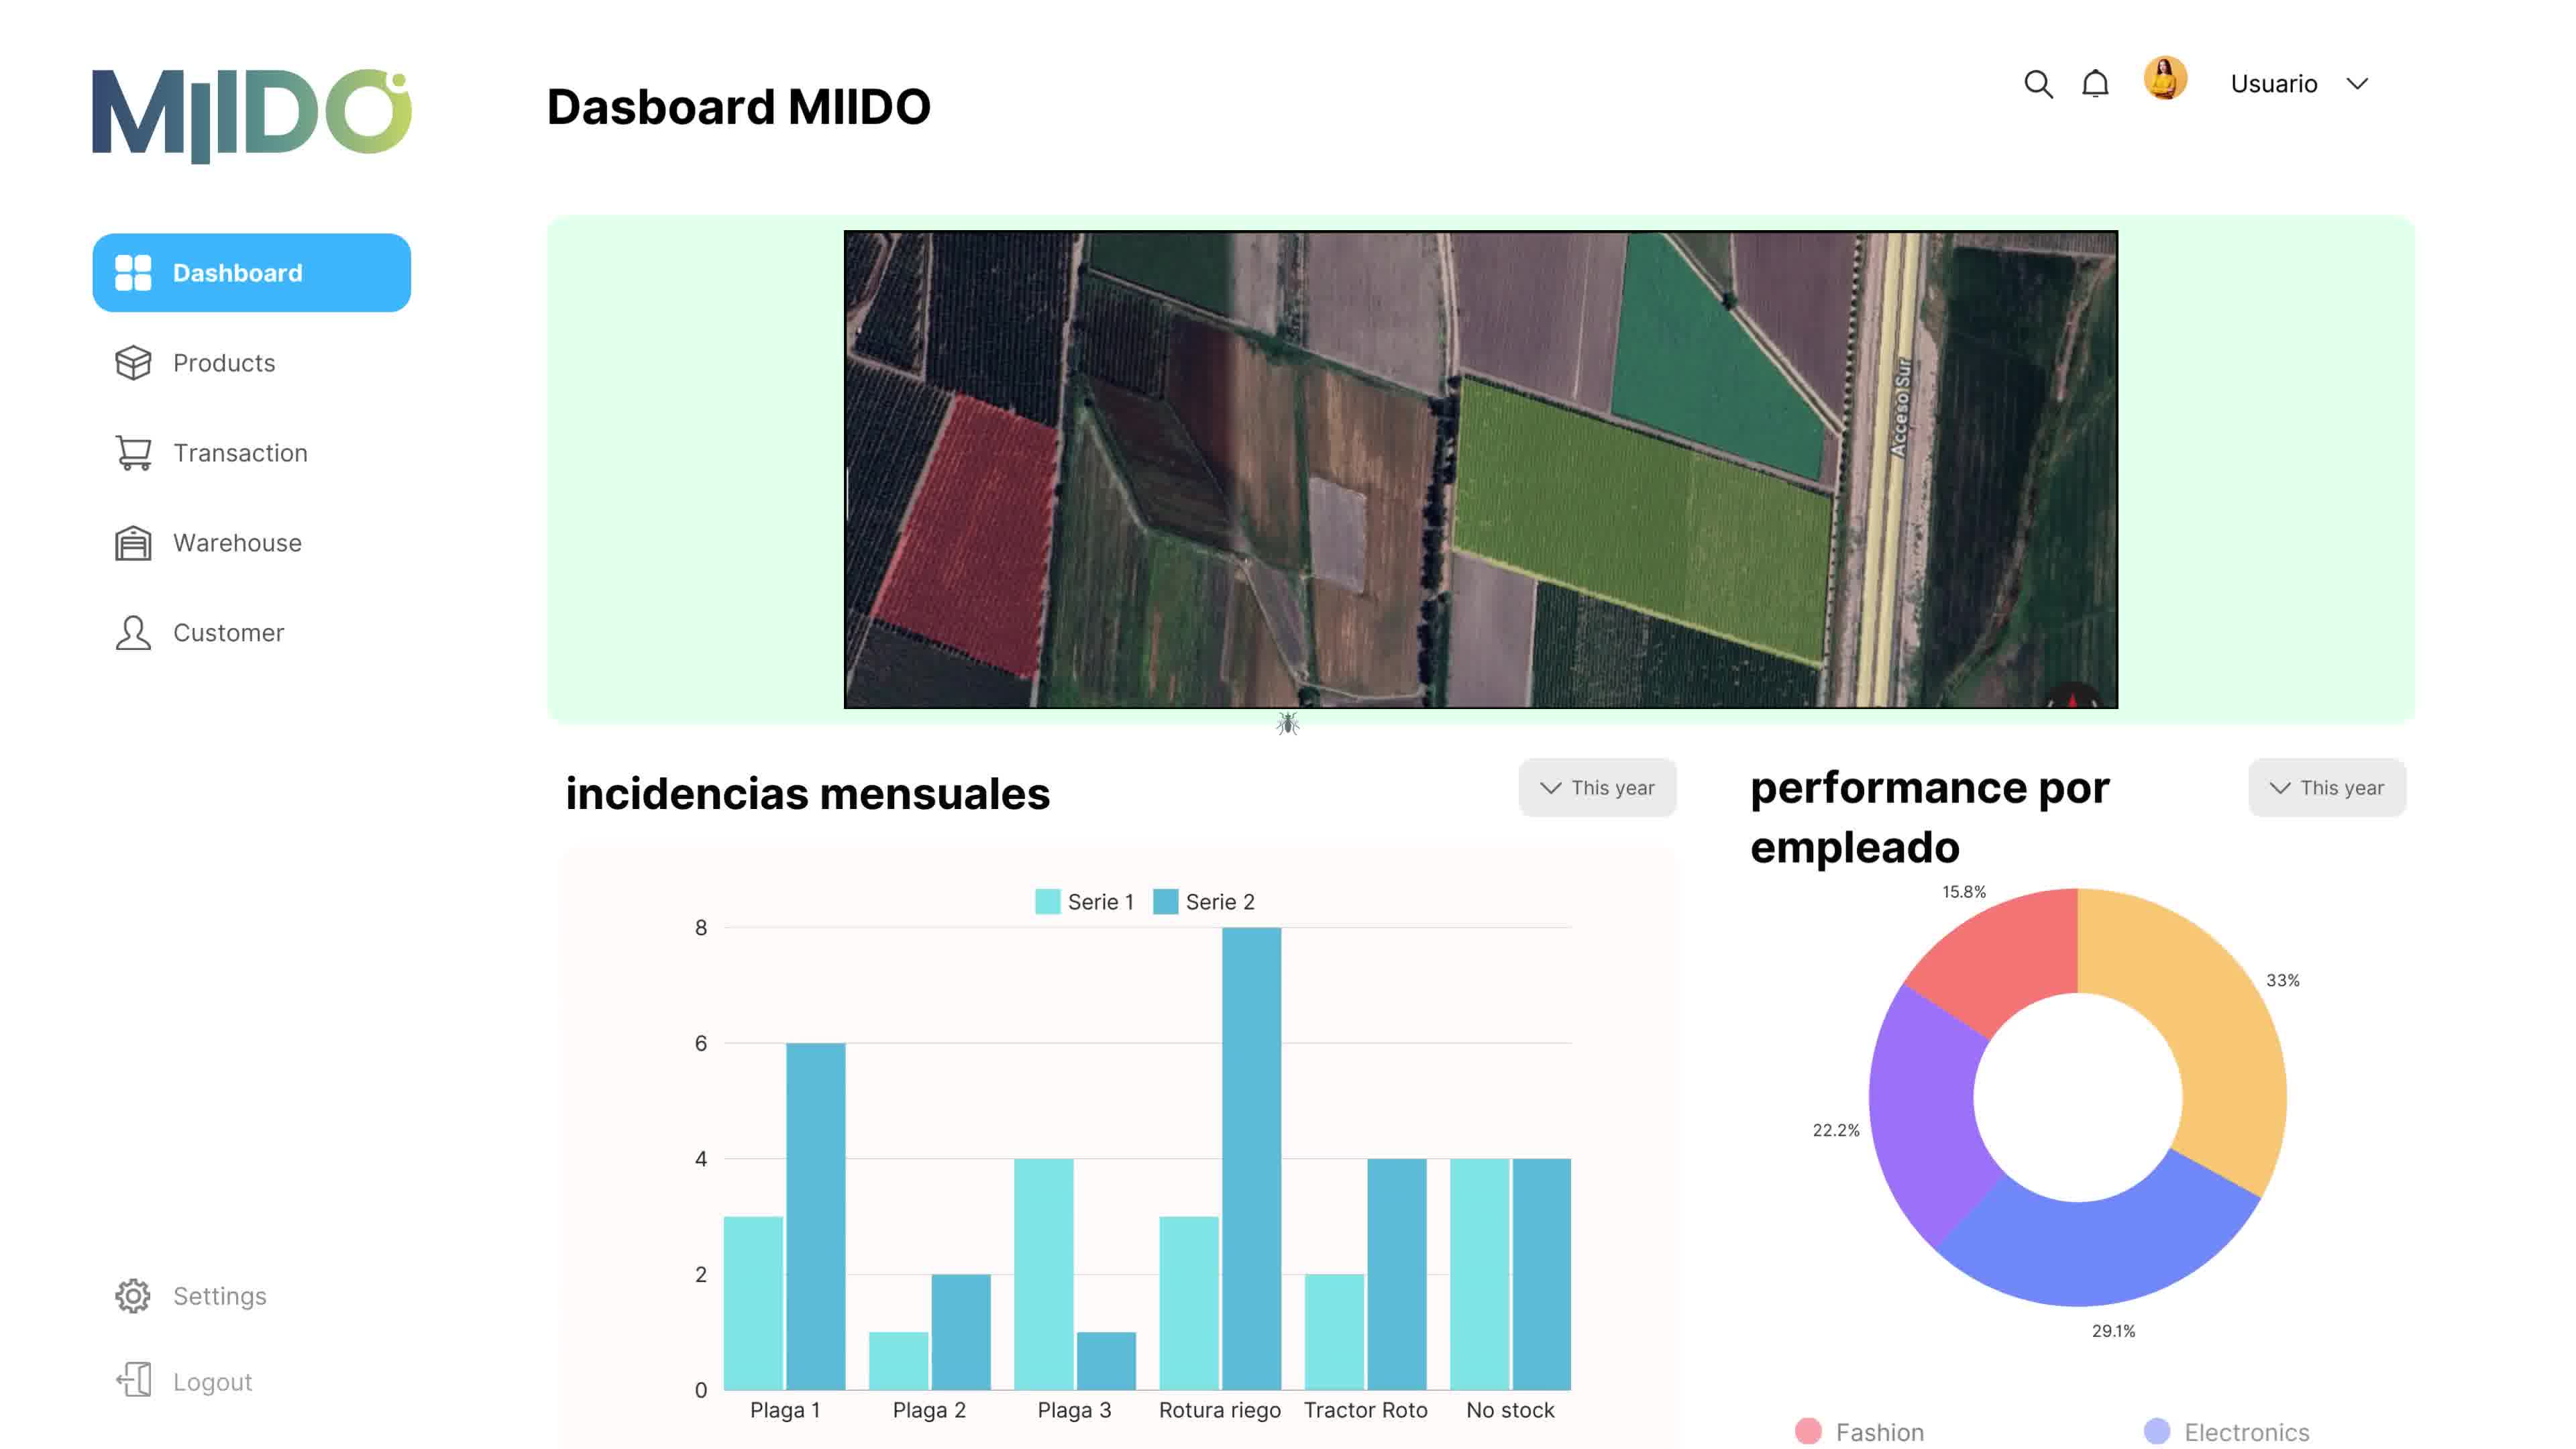 MIIDO
Dasboard MIIDO
Usuario
Dashboard
Products
Transaction
Warehouse
Customer
Settings
Logout
Acceso Sur
incidencias mensuales
This year
Serie 1
Serie 2
8
6
4
2
0
Plaga 1
Plaga 2
Plaga 3
Rotura riego
Tractor Roto
No stock
performance por
empleado
This year
15.8%
33%
22.2%
29.1%
Fashion
Electronics